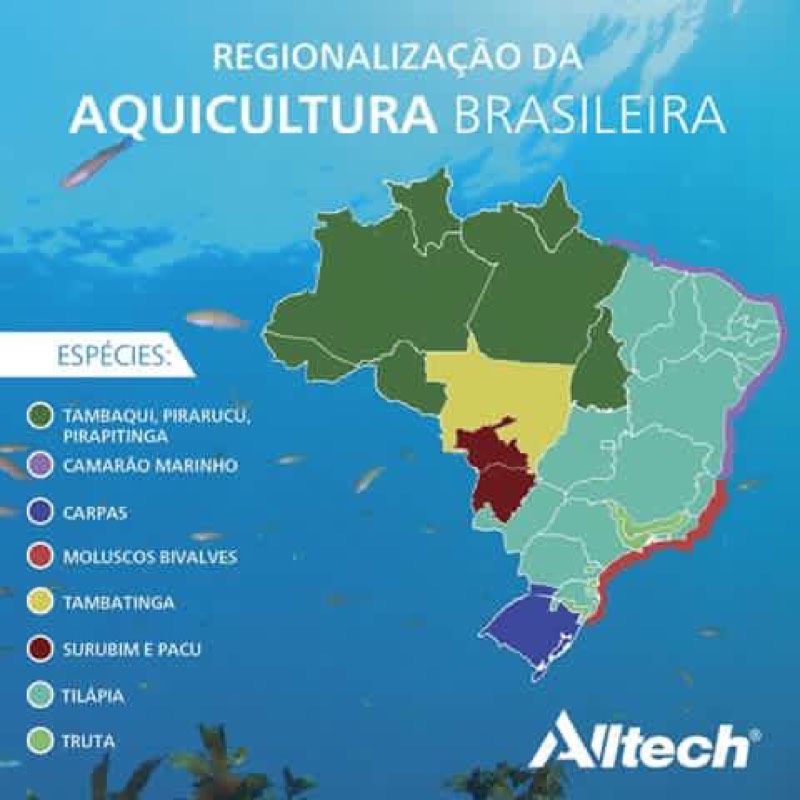 REGIONALIZAÇÃO DA
AQUICULTURA BRASILEIRA
ESPÉCIES:
TAMBAQUI, PIRARUCU,
PIRAPITINGA
CAMARÃO MARINHO
CARPAS
MOLUSCOS BIVALVES
TAMBATINGA
SURUBIM E PACU
TILÁPIA
TRUTA
Alltech®